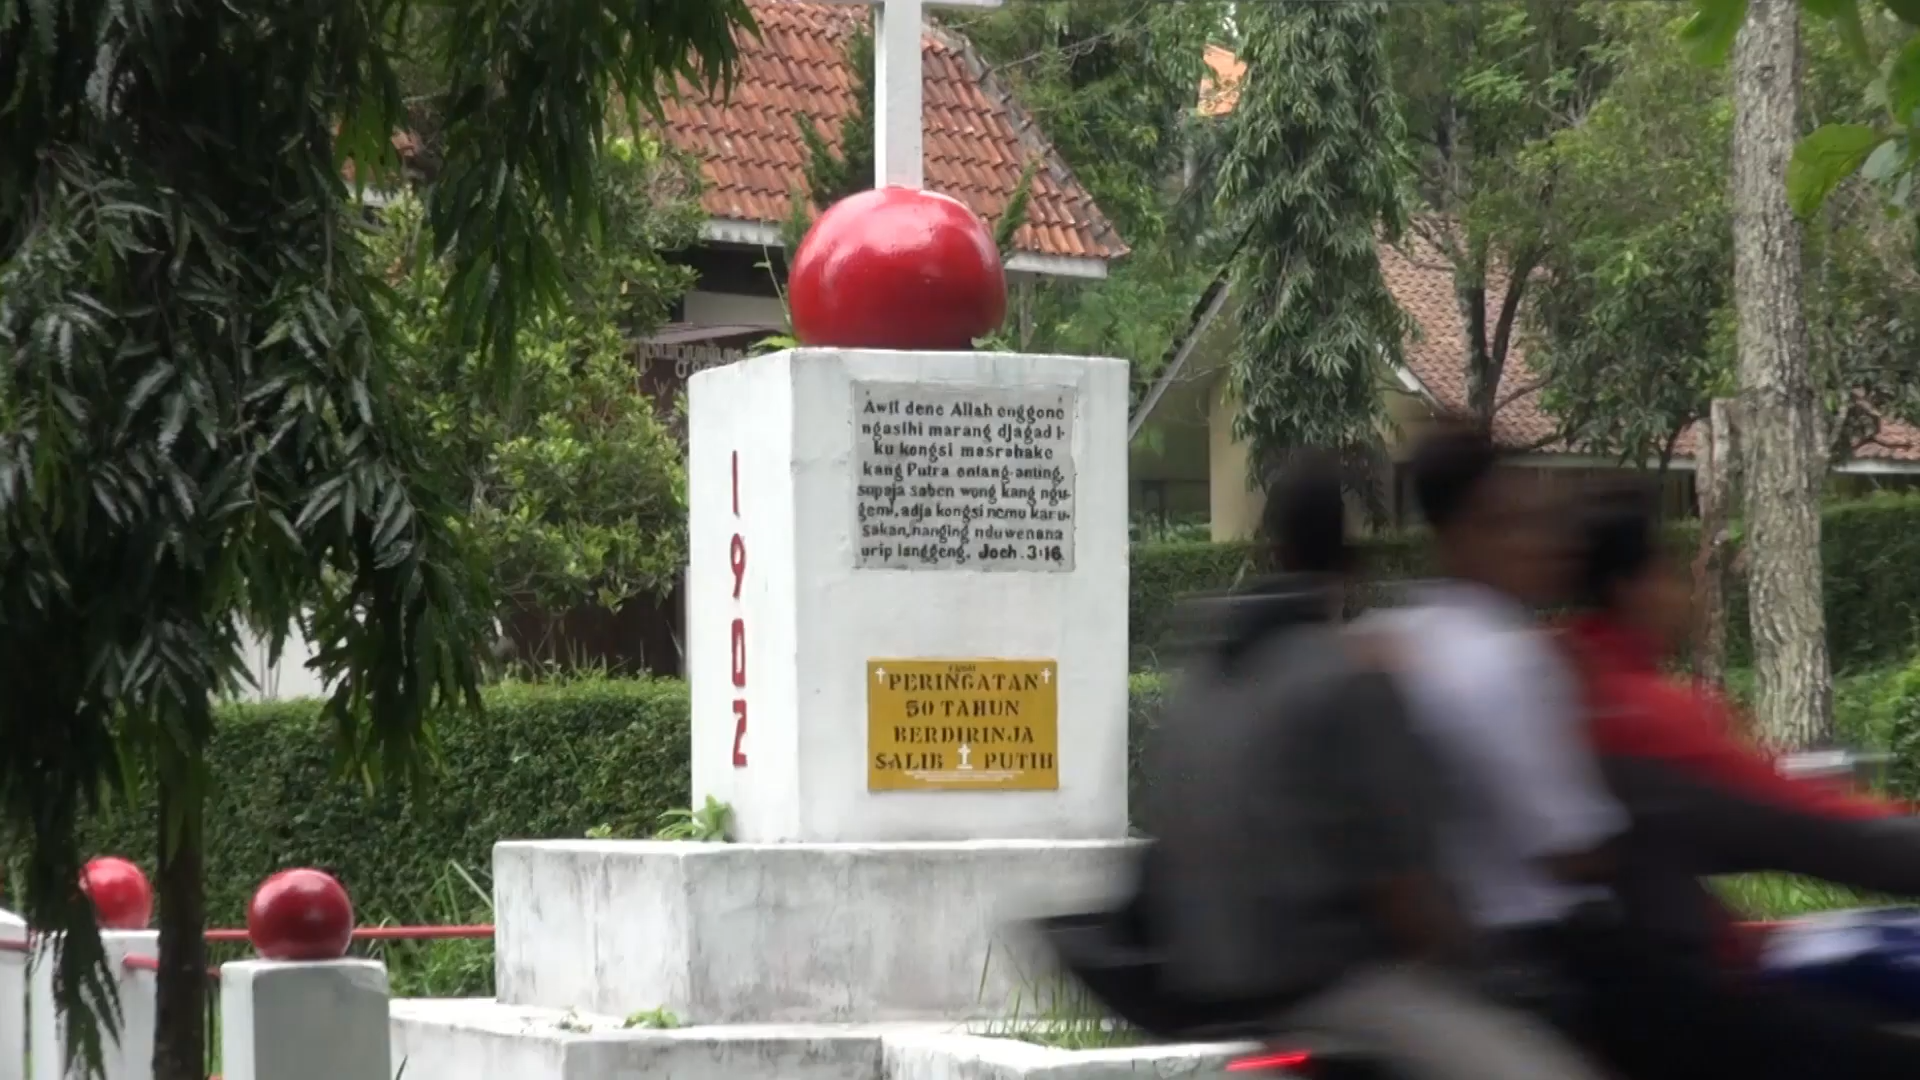 1902
Awit dene Allah enggone
ngasihi marang djagad i-
ku kongsi masrahake
kang Putra ontang-anting,
supaja saben wong kang ngu-
gemi, adja kongsi nemu karu-
sakan, nanging nduwenana
urip langgeng. Joch. 3:16
PERINGATAN
50 TAHUN
BERDIRINJA
SALIB PUTIH